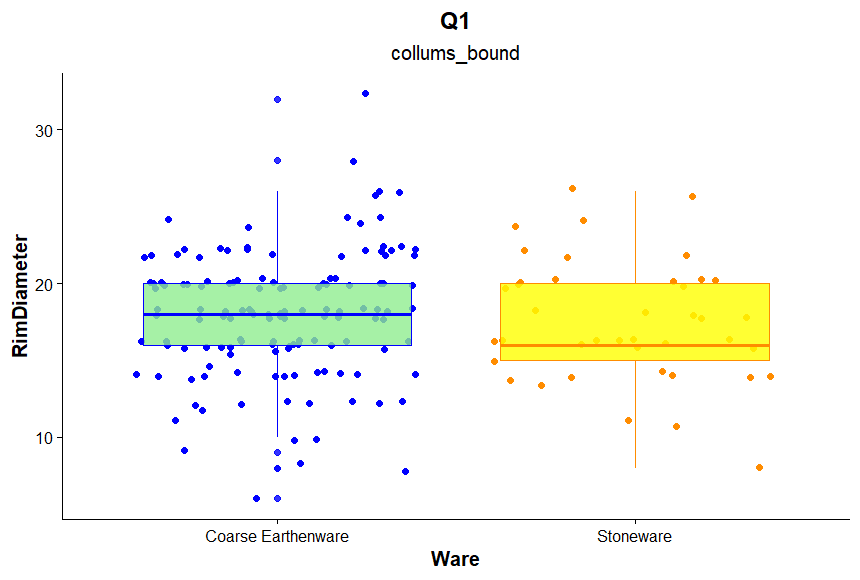 Q1
collums_bound
RimDiameter
30
20
10
Coarse Earthenware
Stoneware
Ware